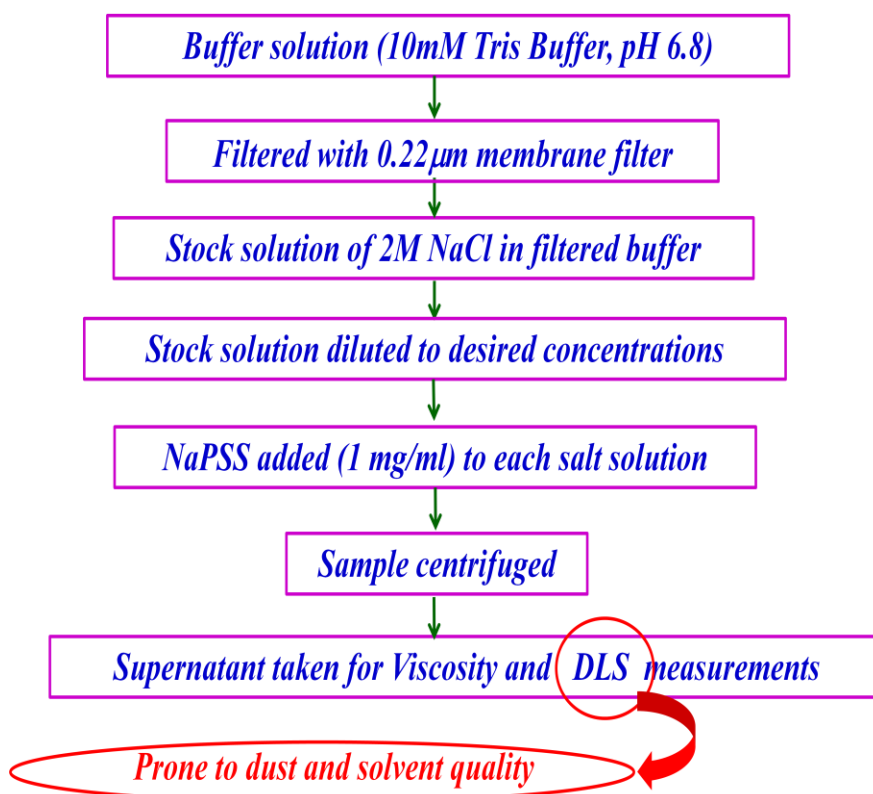 Buffer solution (10mM Tris Buffer, pH 6.8)
Filtered with 0.22μm membrane filter
Stock solution of 2M NaCl in filtered buffer
Stock solution diluted to desired concentrations
NaPSS added (1 mg/ml) to each salt solution
Sample centrifuged
Supernatant taken for Viscosity and DLS measurements
Prone to dust and solvent quality